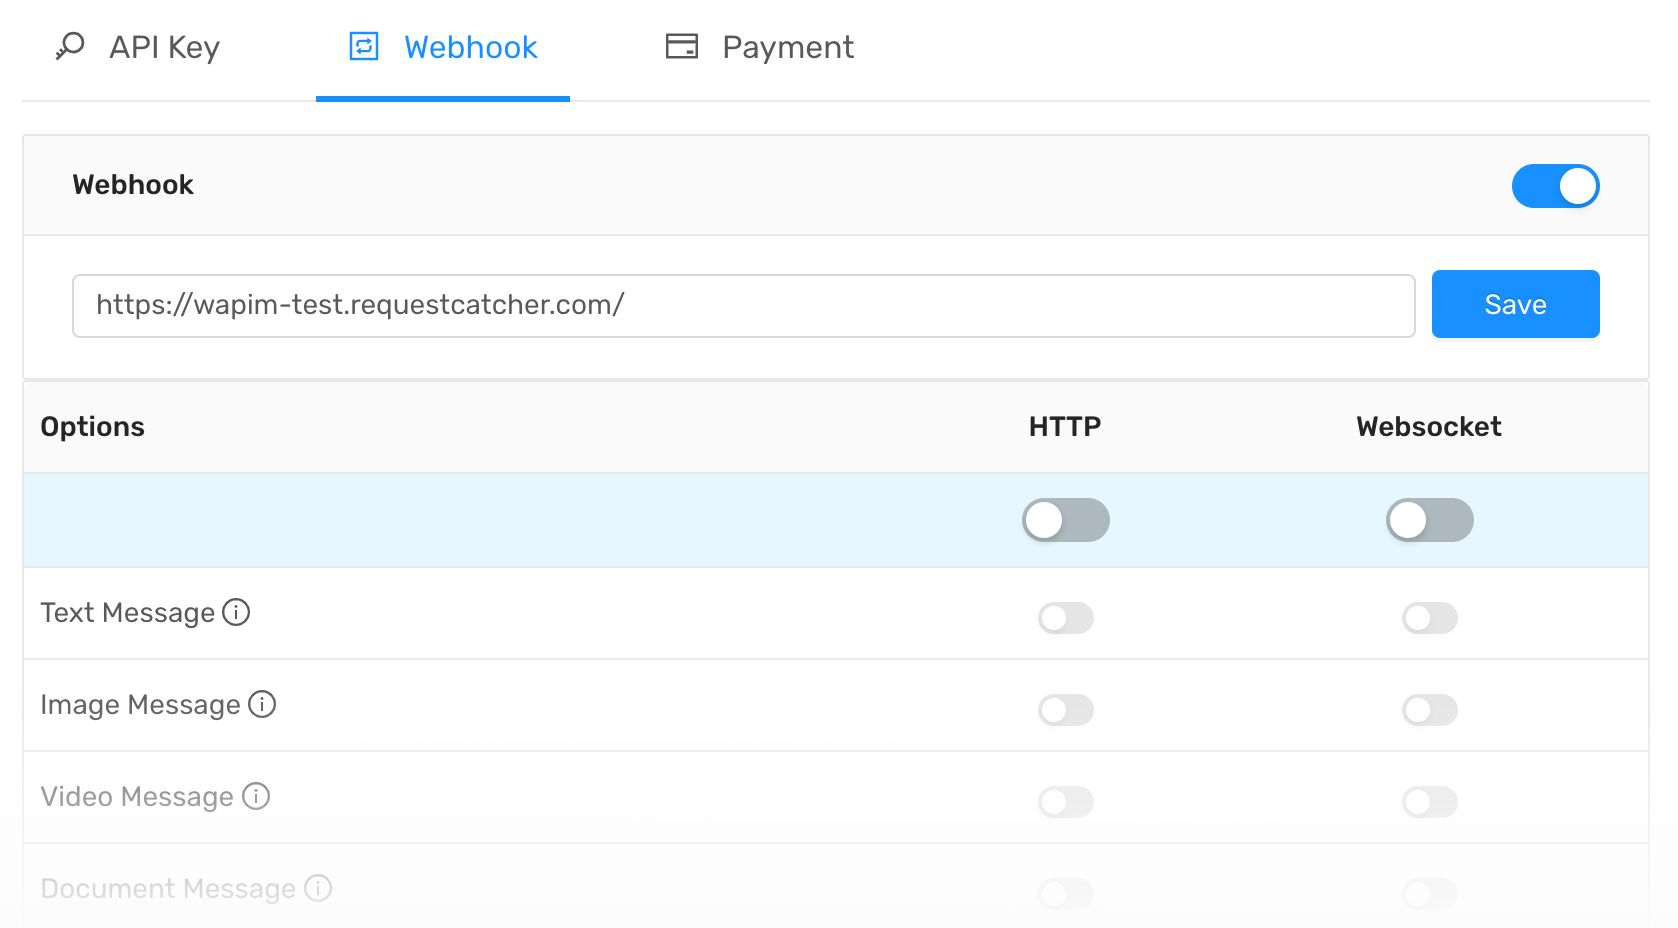 API Key Webhook Payment
Webhook
https://wapim-test.requestcatcher.com/ Save
Options HTTP Websocket
Text Message
Image Message
Video Message
Document Message